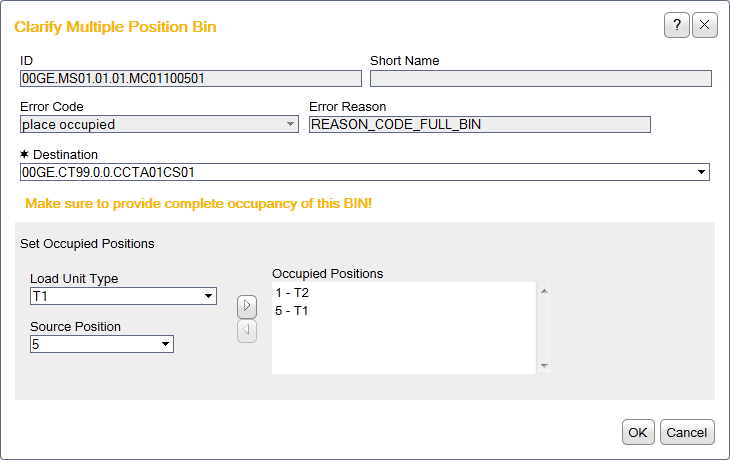 Clarify Multiple Position Bin
?
ID
Short Name
00GE.MS01.01.01.MC01100501
Error Code
Error Reason
place occupied
REASON_CODE_FULL_BIN
✶ Destination
00GE.CT99.0.0.CCTA01CS01
Make sure to provide complete occupancy of this BIN!
Set Occupied Positions
Load Unit Type
T1
Source Position
5
Occupied Positions
1 - T2
5 - T1
OK
Cancel